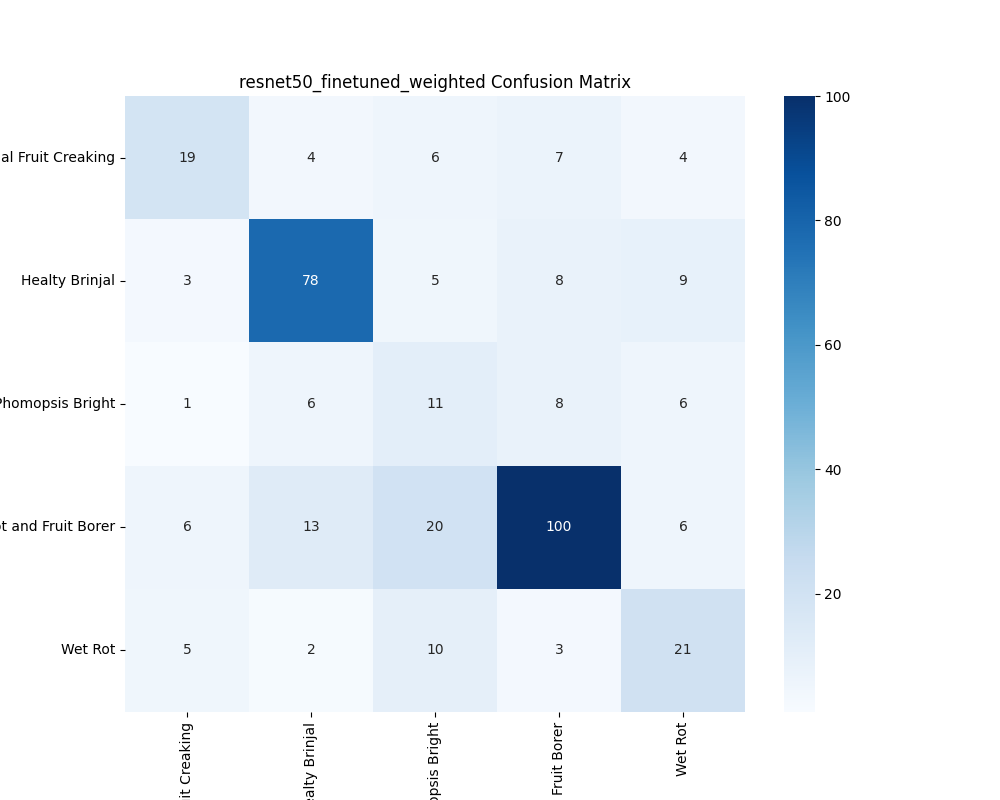 resnet50_finetuned_weighted Confusion Matrix
al Fruit Creaking
19 4 6 7 4
Healty Brinjal
3 78 5 8 9
Phomopsis Bright
1 6 11 8 6
ot and Fruit Borer
6 13 20 100 6
Wet Rot
5 2 10 3 21
100
80
60
40
20
it Creaking
ealty Brinjal
opsis Bright
Fruit Borer
Wet Rot